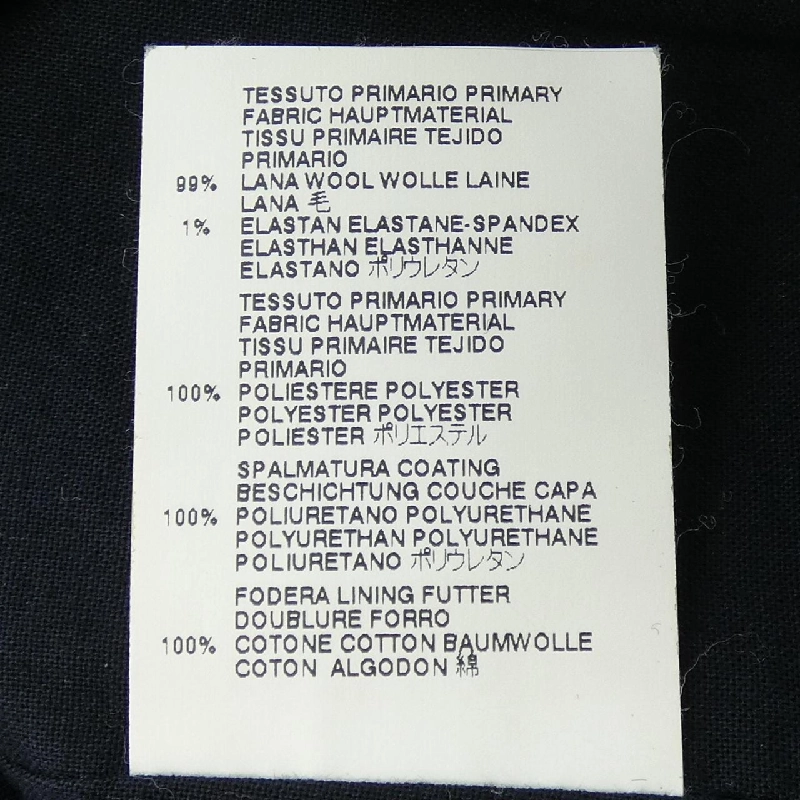 TESSUTO PRIMARIO PRIMARY
FABRIC HAUPTMATERIAL
TISSU PRIMAIRE TEJIDO
PRIMARIO
99% LANA WOOL WOLLE LAINE
LANA 毛
1% ELASTAN ELASTANE-SPANDEX
ELASTHAN ELASTHANNE
ELASTANO ポリウレタン
TESSUTO PRIMARIO PRIMARY
FABRIC HAUPTMATERIAL
TISSU PRIMAIRE TEJIDO
PRIMARIO
100% POLIESTERE POLYESTER
POLYESTER POLYESTER
POLIESTER ポリエステル
SPALMATURA COATING
BESCHICHTUNG COUCHE CAPA
100% POLIURETANO POLYURETHANE
POLYURETHAN POLYURETHANE
POLIURETANO ポリウレタン
FODERA LINING FUTTER
DOUBLURE FORRO
100% COTONE COTTON BAUMWOLLE
COTON ALGODON 綿